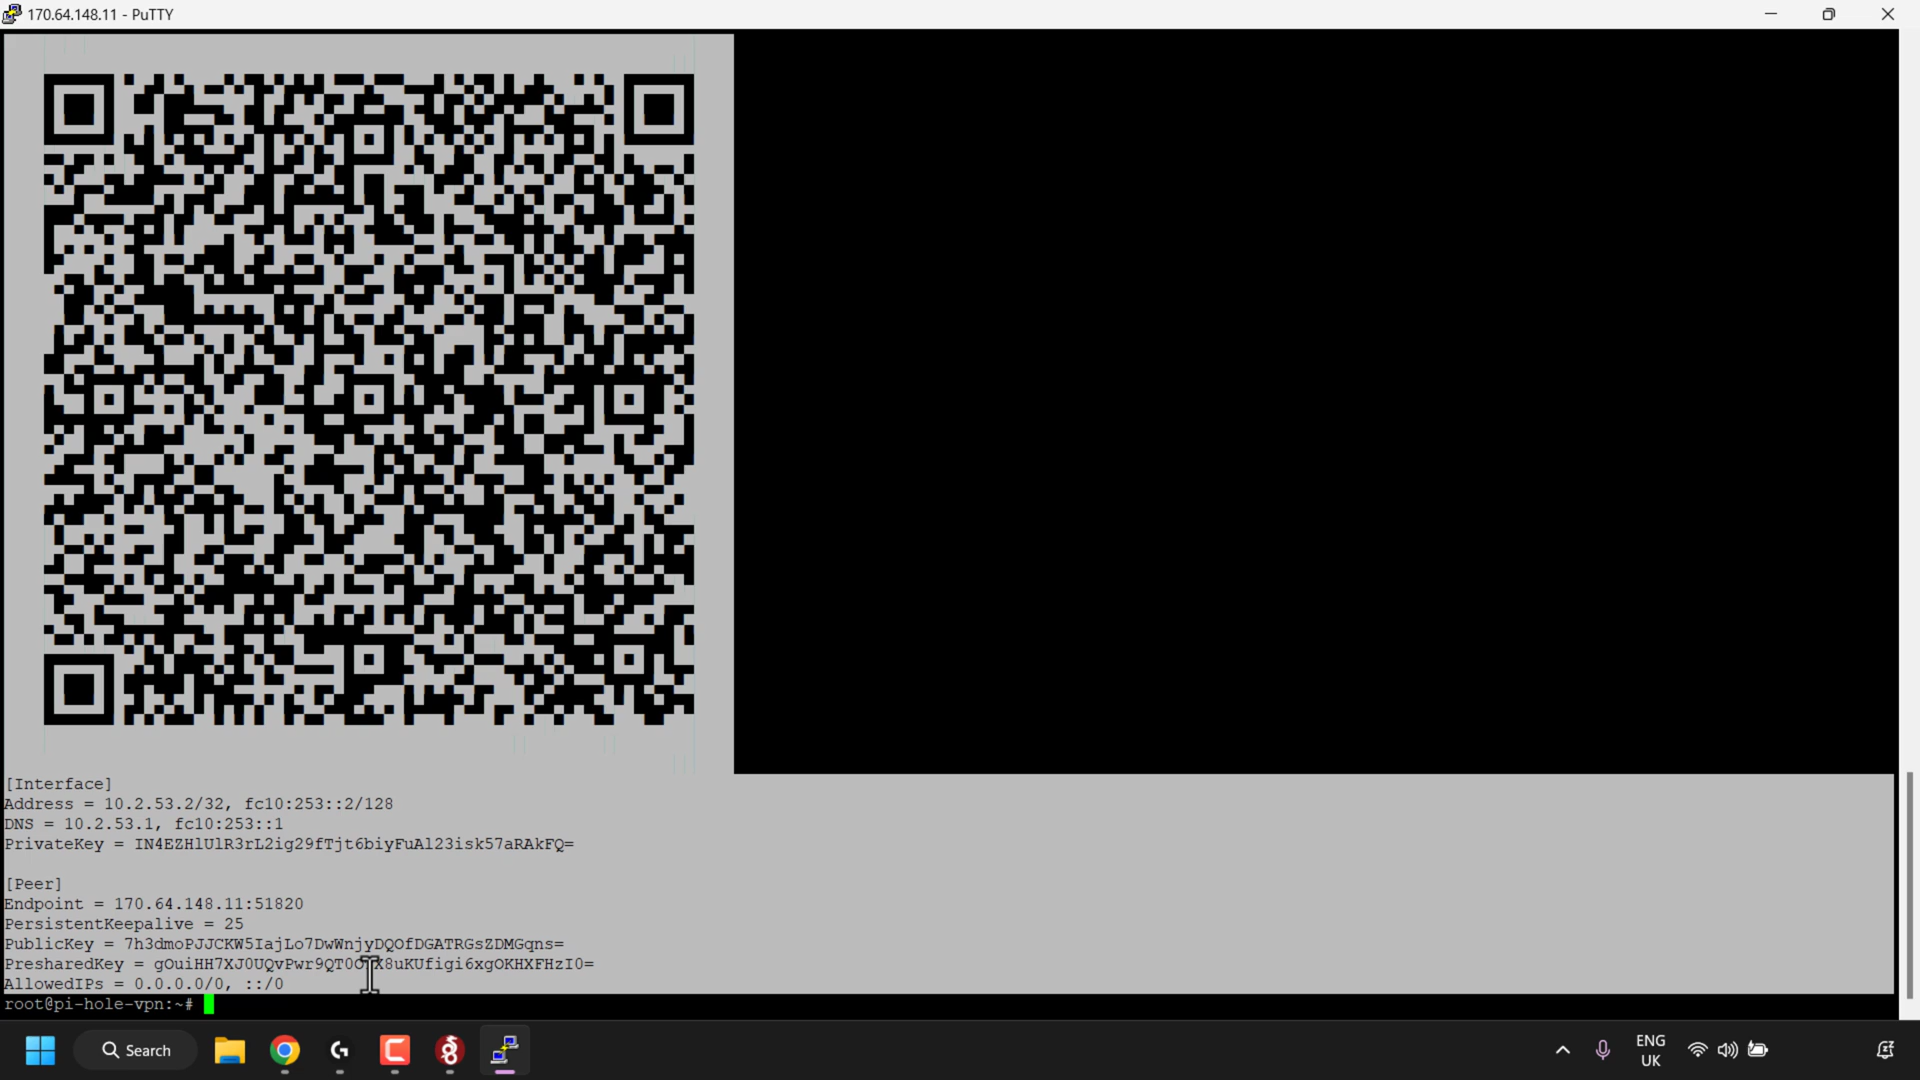 170.64.148.11 - PuTTY
[Interface]
Address = 10.2.53.2/32, fc10:253::2/128
DNS = 10.2.53.1, fc10:253::1
PrivateKey = IN4EZHlUlR3rL2ig29fTjt6biyFuAl23isk57aRAkFQ=
[Peer]
Endpoint = 170.64.148.11:51820
PersistentKeepalive = 25
PublicKey = 7h3dmoPJJCKW5IajLo7DwWnjyDQOfDGATRGsZDMGqns=
PresharedKey =
AllowedIPs = 0.0.0.0/0, ::/0
root@pi-hole-vpn:~#
Search
ENG
UK